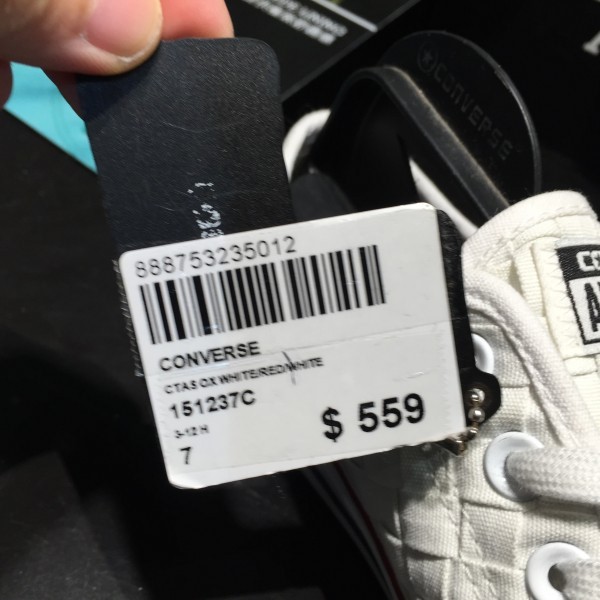 CONVERSE
888753235012
CONVERSE
CTAS OX WHITE/RED/WHITE
151237C
3-12 H
7
$ 559